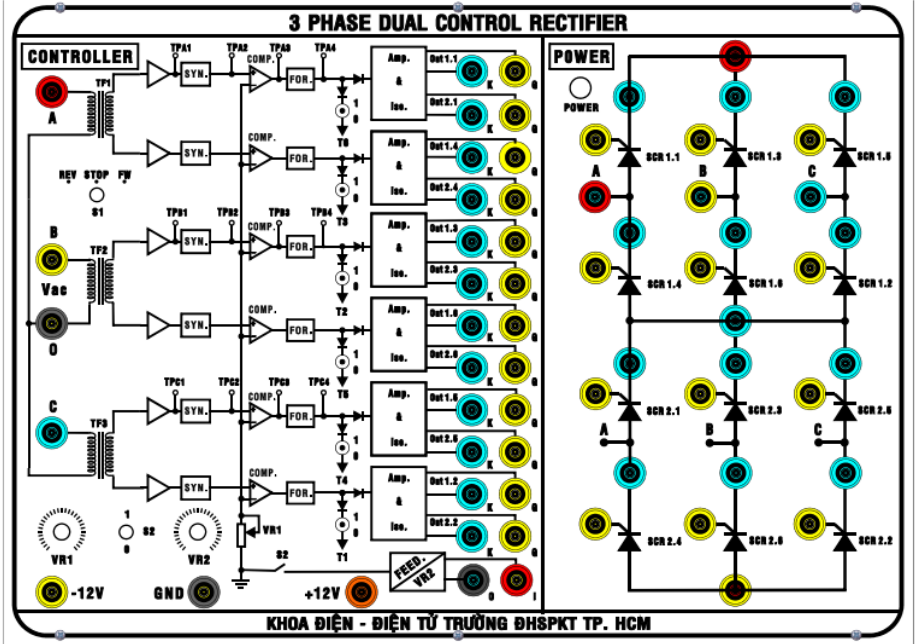 3 PHASE DUAL CONTROL RECTIFIER
CONTROLLER
TPA1 TPA2 TPA3 TPA4
COMP.
SYN. FOR.
Amp. & Iso.
Out 1.1 K G
Out 2.1 K G
A
TF1
1 0 T6
COMP.
SYN. FOR.
Amp. & Iso.
Out 1.4 K G
Out 2.4 K G
REV STOP FW
S1
1 0 T3
TPB1 TPB2 TPB3 TPB4
COMP.
SYN. FOR.
Amp. & Iso.
Out 1.3 K G
Out 2.3 K G
B
TF2
Vac
1 0 T2
COMP.
SYN. FOR.
Amp. & Iso.
Out 1.6 K G
Out 2.6 K G
O
1 0 T5
TPC1 TPC2 TPC3 TPC4
COMP.
SYN. FOR.
Amp. & Iso.
Out 1.5 K G
Out 2.5 K G
C
TF3
1 0 T4
COMP.
SYN. FOR.
Amp. & Iso.
Out 1.2 K G
Out 2.2 K G
VR1
1 0 T1
VR1
1 S2 0
VR2
S2
FEED. VR2
O I
-12V GND +12V
POWER
POWER
SCR 1.1 SCR 1.3 SCR 1.5
A B C
SCR 1.4 SCR 1.6 SCR 1.2
SCR 2.1 SCR 2.3 SCR 2.5
A B C
SCR 2.4 SCR 2.6 SCR 2.2
KHOA ĐIỆN - ĐIỆN TỬ TRƯỜNG ĐHSPKT TP. HCM